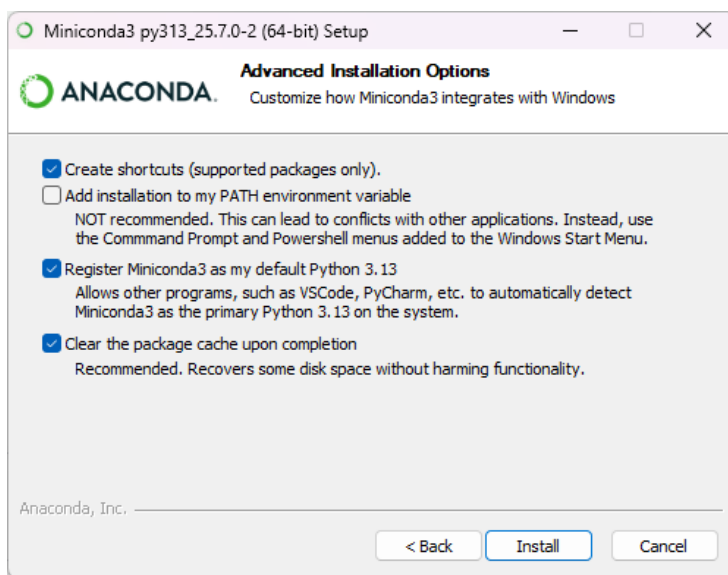 Miniconda3 py313_25.7.0-2 (64-bit) Setup
ANACONDA.
Advanced Installation Options
Customize how Miniconda3 integrates with Windows
Create shortcuts (supported packages only).
Add installation to my PATH environment variable
NOT recommended. This can lead to conflicts with other applications. Instead, use
the Commmand Prompt and Powershell menus added to the Windows Start Menu.
Register Miniconda3 as my default Python 3.13
Allows other programs, such as VSCode, PyCharm, etc. to automatically detect
Miniconda3 as the primary Python 3.13 on the system.
Clear the package cache upon completion
Recommended. Recovers some disk space without harming functionality.
Anaconda, Inc.
< Back
Install
Cancel